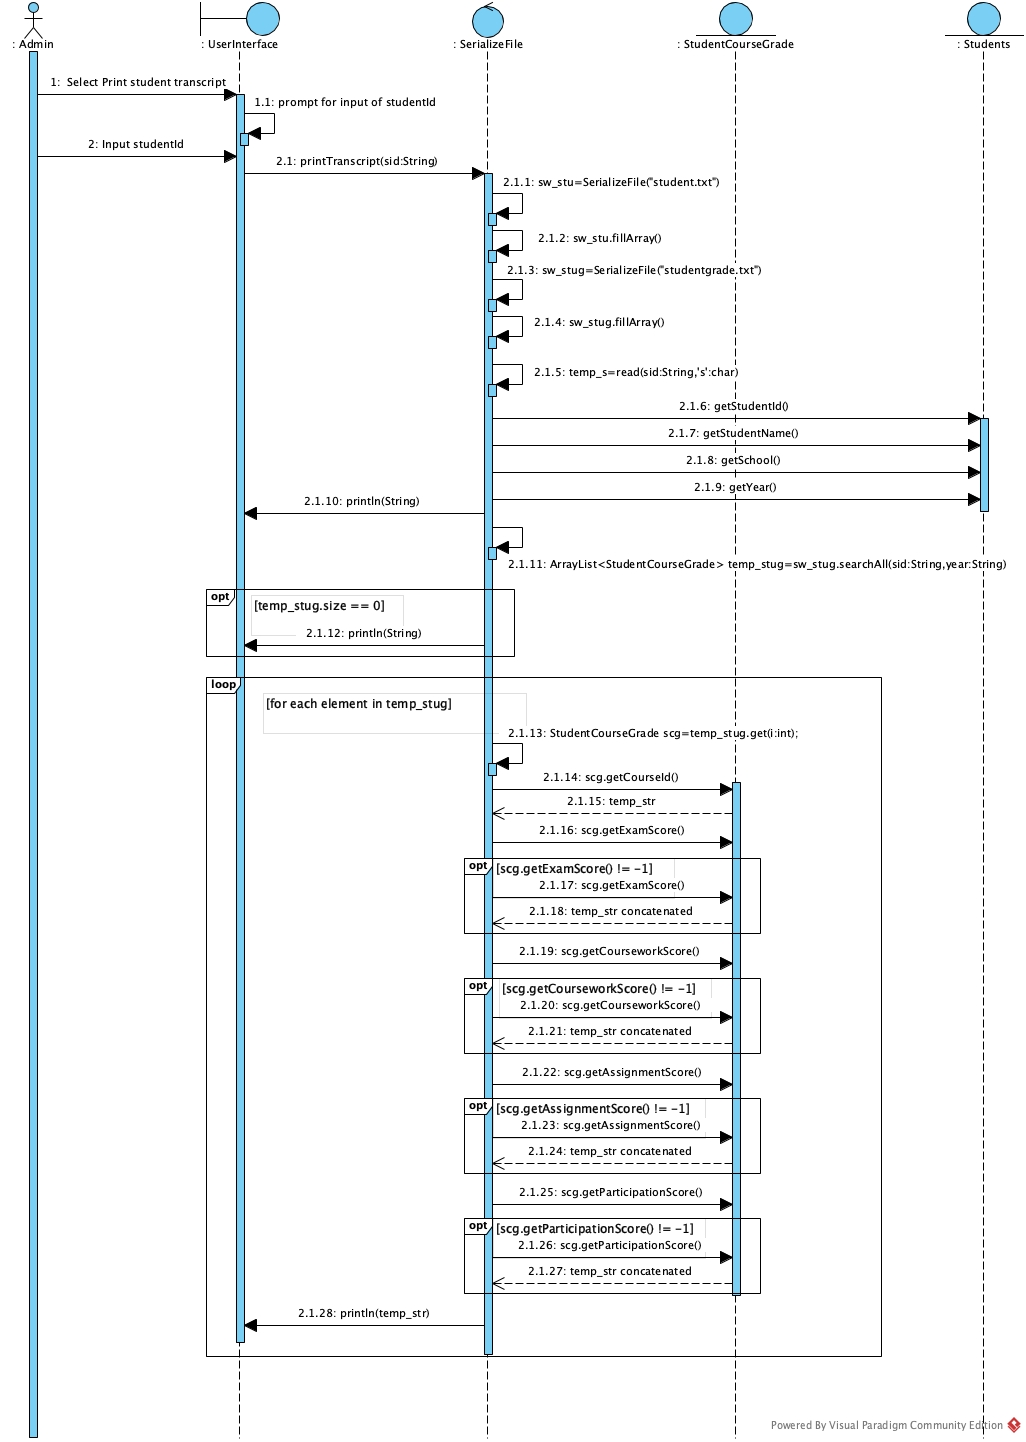 : Admin
: UserInterface
: SerializeFile
: StudentCourseGrade
: Students
1: Select Print student transcript
1.1: prompt for input of studentId
2: Input studentId
2.1: printTranscript(sid:String)
2.1.1: sw_stu=SerializeFile("student.txt")
2.1.2: sw_stu.fillArray()
2.1.3: sw_stug=SerializeFile("studentgrade.txt")
2.1.4: sw_stug.fillArray()
2.1.5: temp_s=read(sid:String,'s':char)
2.1.6: getStudentId()
2.1.7: getStudentName()
2.1.8: getSchool()
2.1.9: getYear()
2.1.10: println(String)
2.1.11: ArrayList<StudentCourseGrade> temp_stug=sw_stug.searchAll(sid:String,year:String)
opt
[temp_stug.size == 0]
2.1.12: println(String)
loop
[for each element in temp_stug]
2.1.13: StudentCourseGrade scg=temp_stug.get(i:int);
2.1.14: scg.getCourseId()
2.1.15: temp_str
2.1.16: scg.getExamScore()
opt
[scg.getExamScore() != -1]
2.1.17: scg.getExamScore()
2.1.18: temp_str concatenated
2.1.19: scg.getCourseworkScore()
opt
[scg.getCourseworkScore() != -1]
2.1.20: scg.getCourseworkScore()
2.1.21: temp_str concatenated
2.1.22: scg.getAssignmentScore()
opt
[scg.getAssignmentScore() != -1]
2.1.23: scg.getAssignmentScore()
2.1.24: temp_str concatenated
2.1.25: scg.getParticipationScore()
opt
[scg.getParticipationScore() != -1]
2.1.26: scg.getParticipationScore()
2.1.27: temp_str concatenated
2.1.28: println(temp_str)
Powered By Visual Paradigm Community Edition